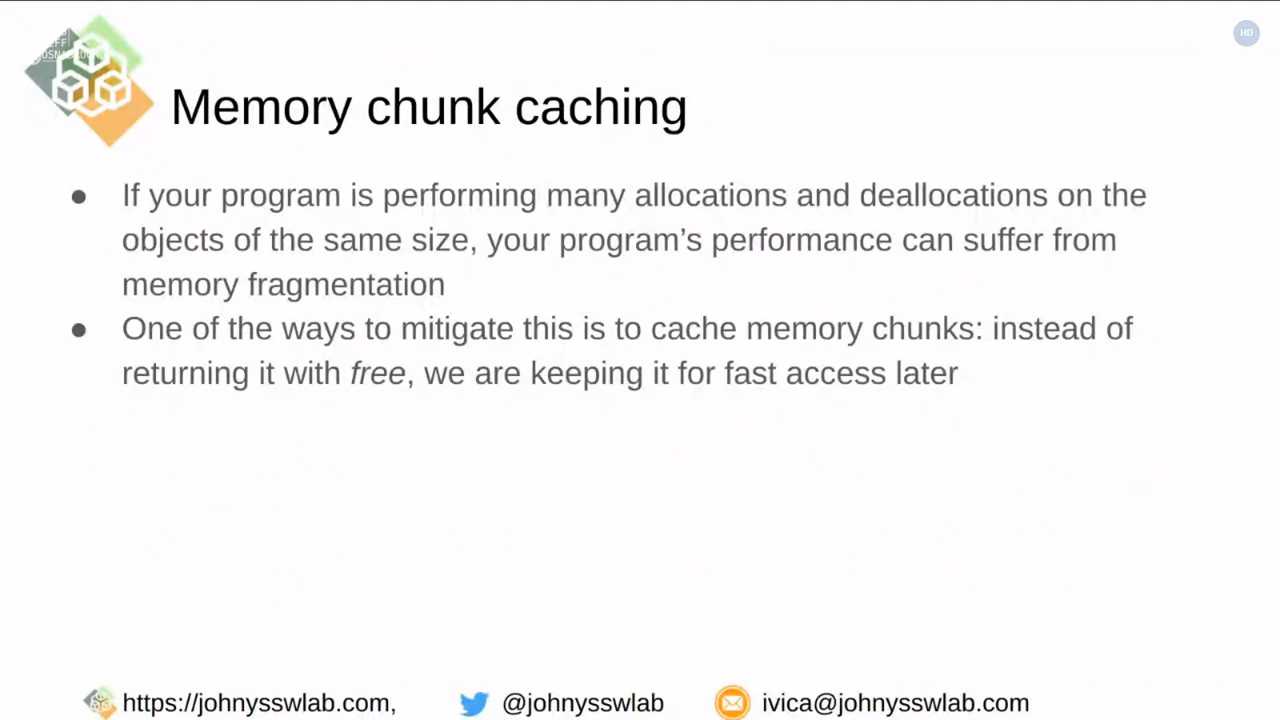 HD
Memory chunk caching
● If your program is performing many allocations and deallocations on the
objects of the same size, your program’s performance can suffer from
memory fragmentation
● One of the ways to mitigate this is to cache memory chunks: instead of
returning it with free, we are keeping it for fast access later
https://johnysswlab.com,
@johnysswlab
ivica@johnysswlab.com